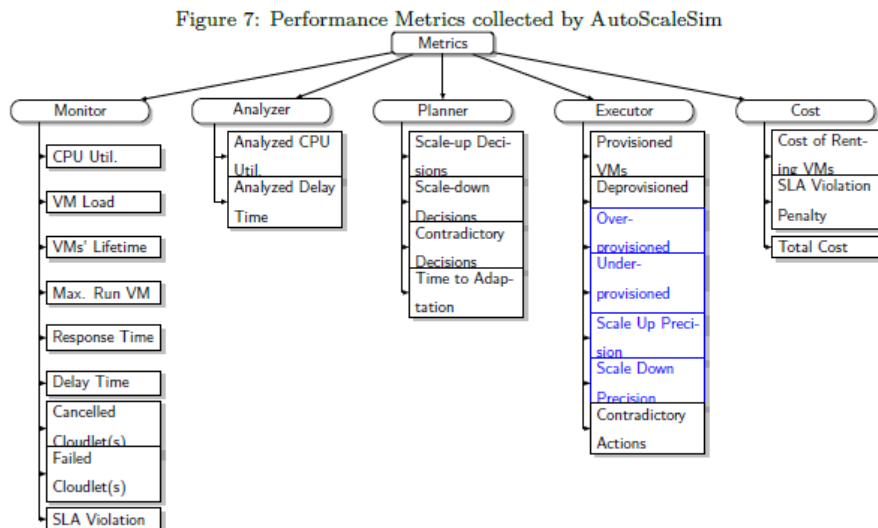 Figure 7: Performance Metrics collected by AutoScaleSim
Metrics
Monitor
CPU Util.
VM Load
VMs' Lifetime
Max. Run VM
Response Time
Delay Time
Cancelled
Cloudlet(s)
Failed
Cloudlet(s)
SLA Violation
Analyzer
Analyzed CPU
Util.
Analyzed Delay
Time
Planner
Scale-up Deci-
sions
Scale-down
Decisions
Contradictory
Decisions
Time to Adap-
tation
Executor
Provisioned
VMs
Deprovisioned
Over-
provisioned
Under-
provisioned
Scale Up Preci-
sion
Scale Down
Precision
Contradictory
Actions
Cost
Cost of Rent-
ing VMs
SLA Violation
Penalty
Total Cost